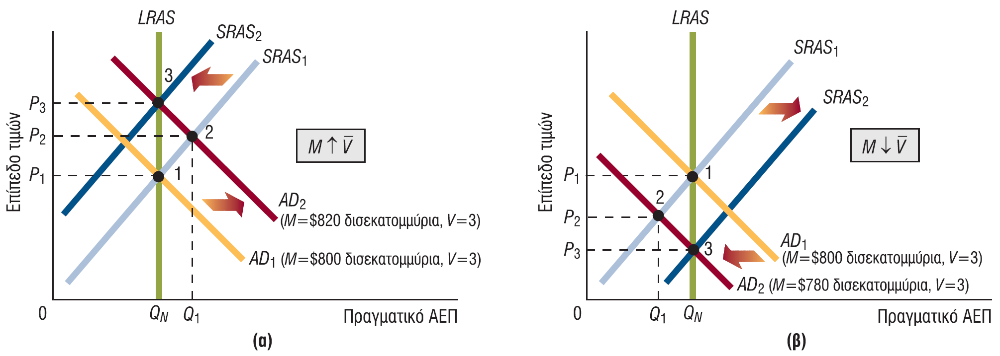 LRAS
SRAS2
SRAS1
3
P3
P2
2
M ↑ V̅
P1
1
Επίπεδο τιμών
AD2
(M=$820 δισεκατομμύρια, V=3)
AD1 (M=$800 δισεκατομμύρια, V=3)
0
QN
Q1
Πραγματικό ΑΕΠ
(α)
LRAS
SRAS1
SRAS2
M ↓ V̅
P1
1
Επίπεδο τιμών
2
P2
P3
3
AD1
(M=$800 δισεκατομμύρια, V=3)
AD2 (M=$780 δισεκατομμύρια, V=3)
0
Q1
QN
Πραγματικό ΑΕΠ
(β)